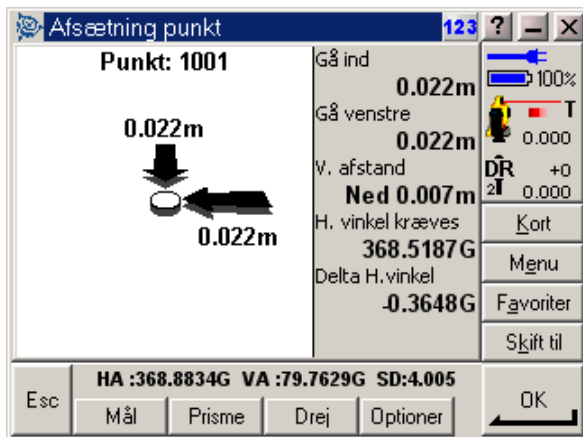 Afsætning punkt 123 ?
Punkt: 1001
0.022m
0.022m
Gå ind
0.022m
Gå venstre
0.022m
V. afstand
Ned 0.007m
H. vinkel kræves
368.5187G
Delta H.vinkel
-0.3648G
100%
T
0.000
DR +0
2 0.000
Kort
Menu
Favoriter
Skift til
HA :368.8834G VA :79.7629G SD:4.005
Esc
Mål Prisme Drej Optioner
OK